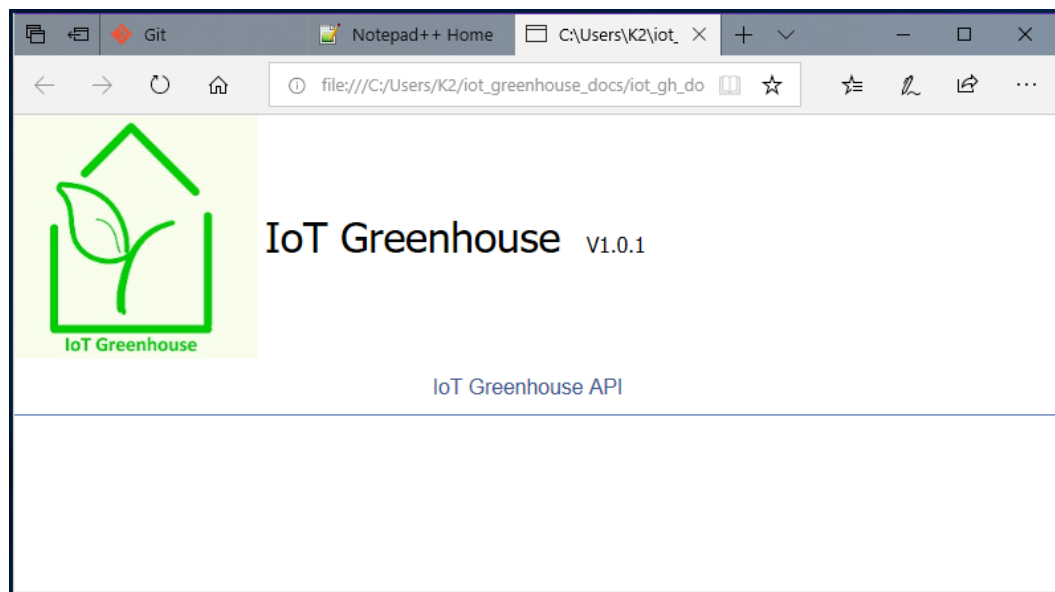 Git
Notepad++ Home
C:\Users\K2\iot_
file:///C:/Users/K2/iot_greenhouse_docs/iot_gh_do
IoT Greenhouse V1.0.1
IoT Greenhouse
IoT Greenhouse API